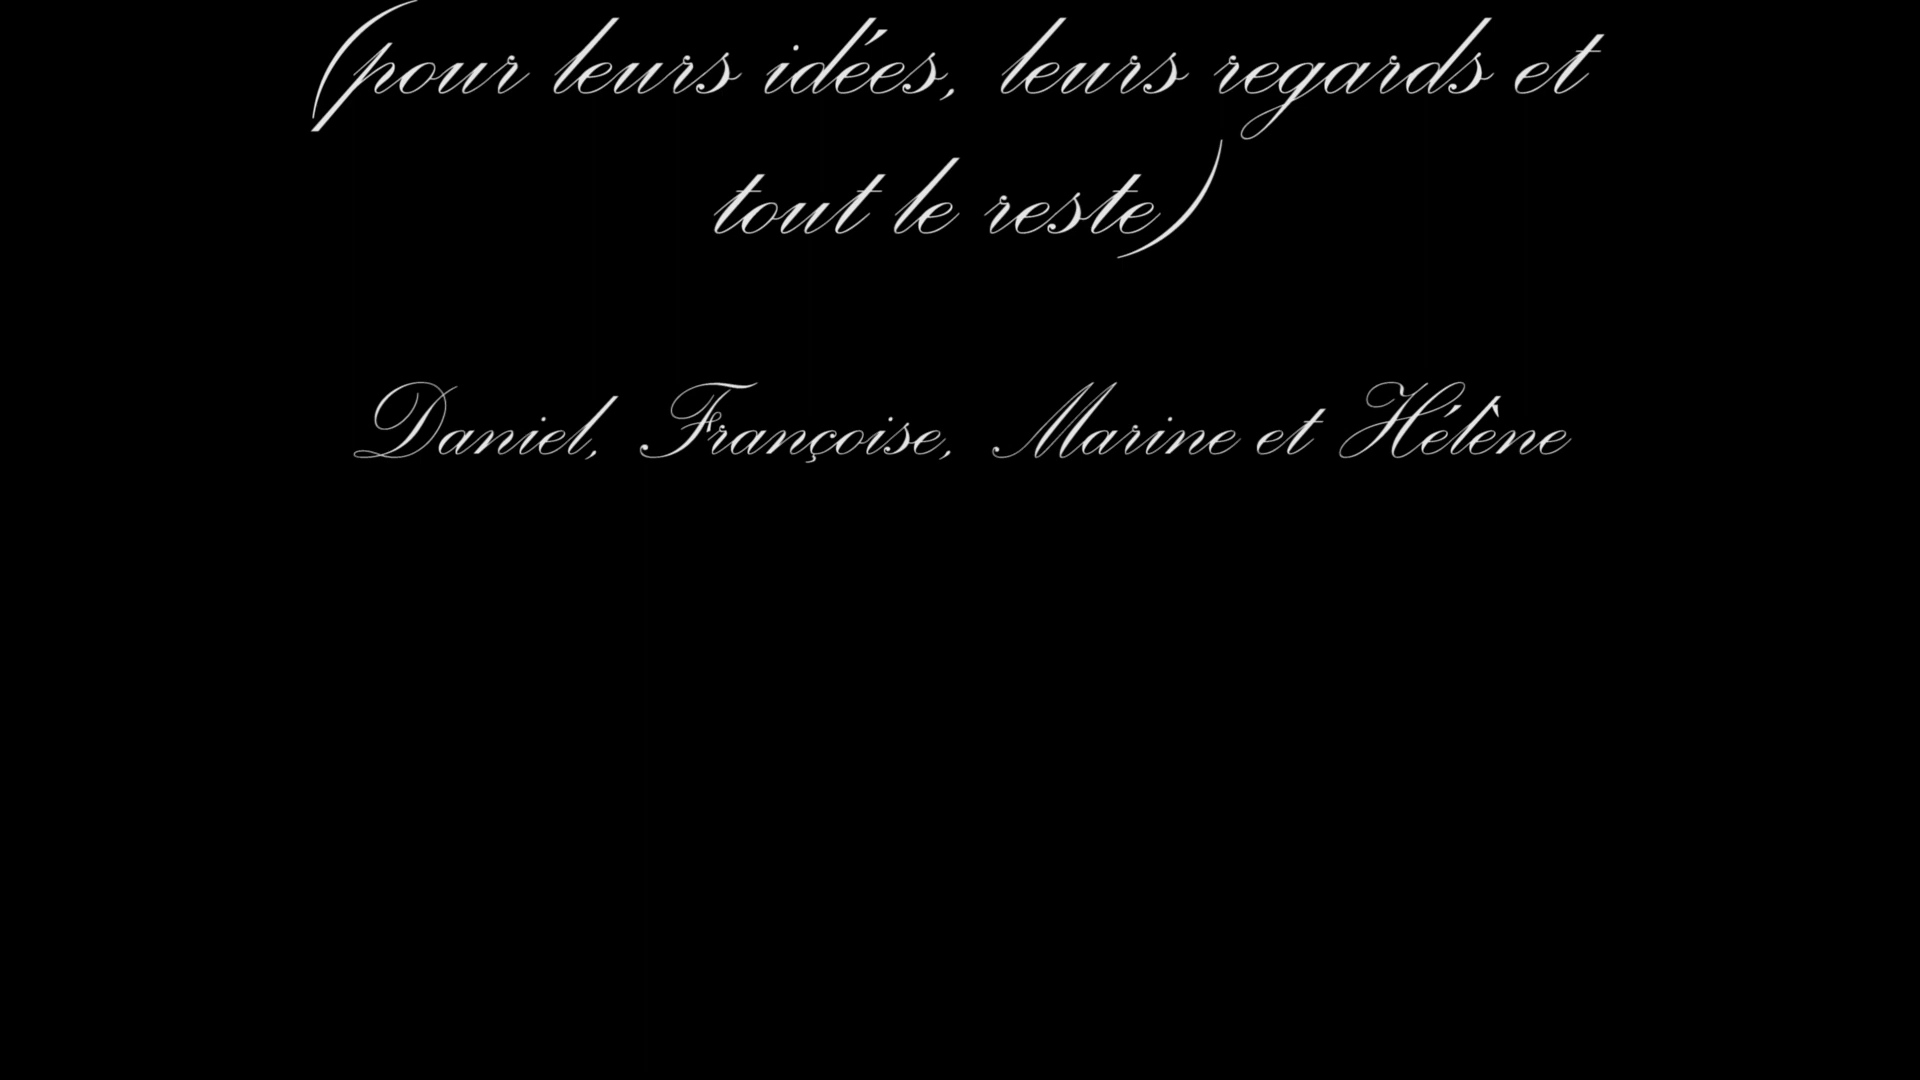 (pour leurs idées, leurs regards et
tout le reste)
Daniel, Françoise, Marine et Hélène